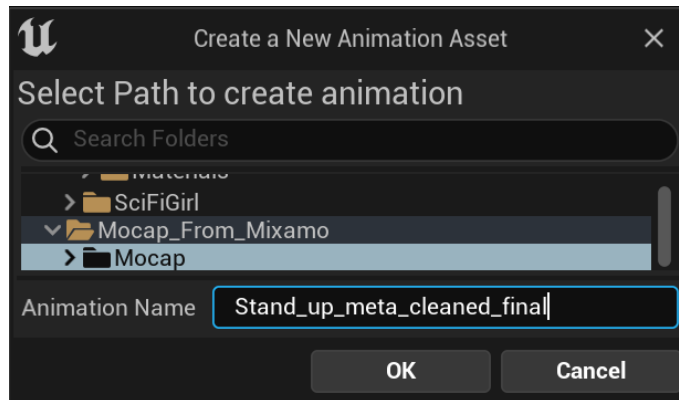 Create a New Animation Asset
Select Path to create animation
Search Folders
Materials
SciFiGirl
Mocap_From_Mixamo
Mocap
Animation Name Stand_up_meta_cleaned_final
OK Cancel